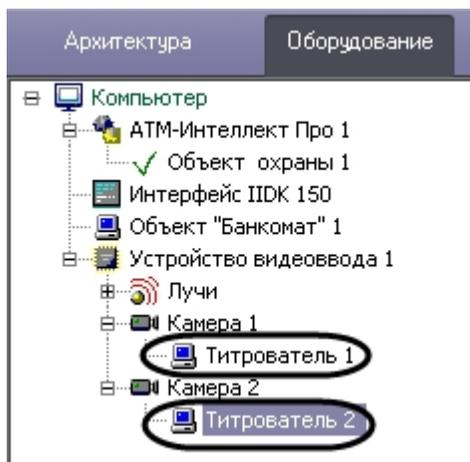 Архитектура Оборудование
Компьютер
АТМ-Интеллект Про 1
Объект охраны 1
Интерфейс IIDK 150
Объект "Банкомат" 1
Устройство видеоввода 1
Лучи
Камера 1
Титрователь 1
Камера 2
Титрователь 2